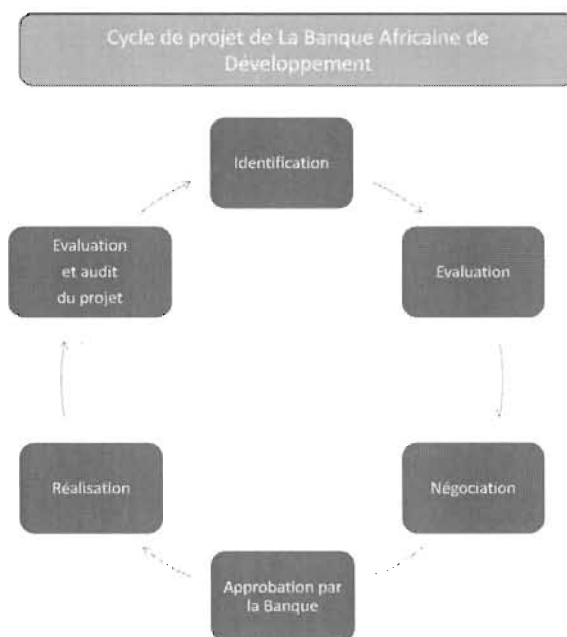 Cycle de projet de La Banque Africaine de
Développement
Identification
Evaluation
Négociation
Approbation par
la Banque
Réalisation
Evaluation
et audit
du projet